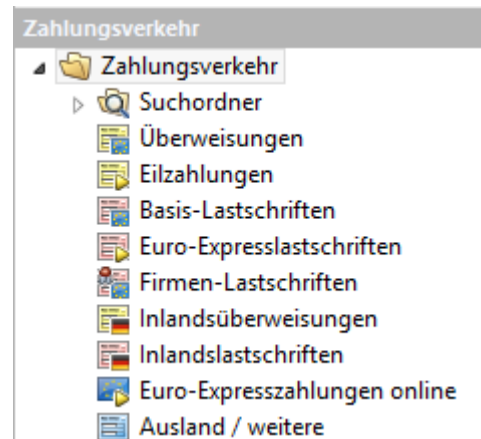 Zahlungsverkehr
Zahlungsverkehr
Suchordner
Überweisungen
Eilzahlungen
Basis-Lastschriften
Euro-Expresslastschriften
Firmen-Lastschriften
Inlandsüberweisungen
Inlandslastschriften
Euro-Expresszahlungen online
Ausland / weitere